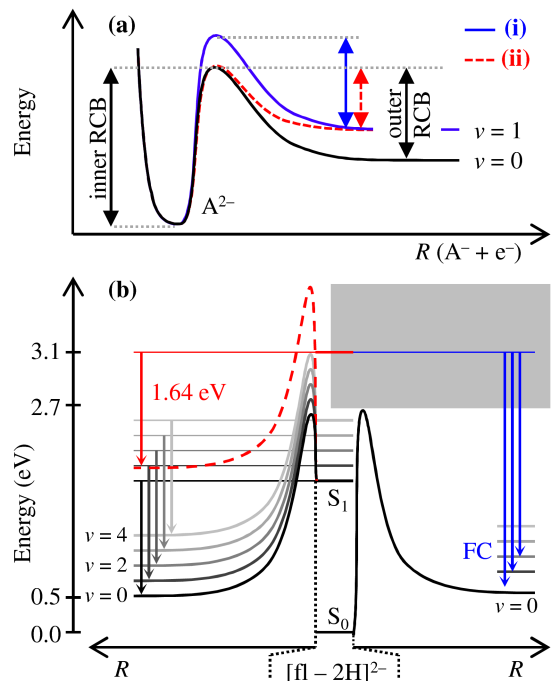 (a)
(i)
(ii)
Energy
inner RCB
outer RCB
A²⁻
v = 1
v = 0
R (A⁻ + e⁻)
(b)
3.1
1.64 eV
2.7
Energy (eV)
S₁
v = 4
v = 2
v = 0
FC
v = 0
0.5
S₀
0.0
R
[fl – 2H]²⁻
R